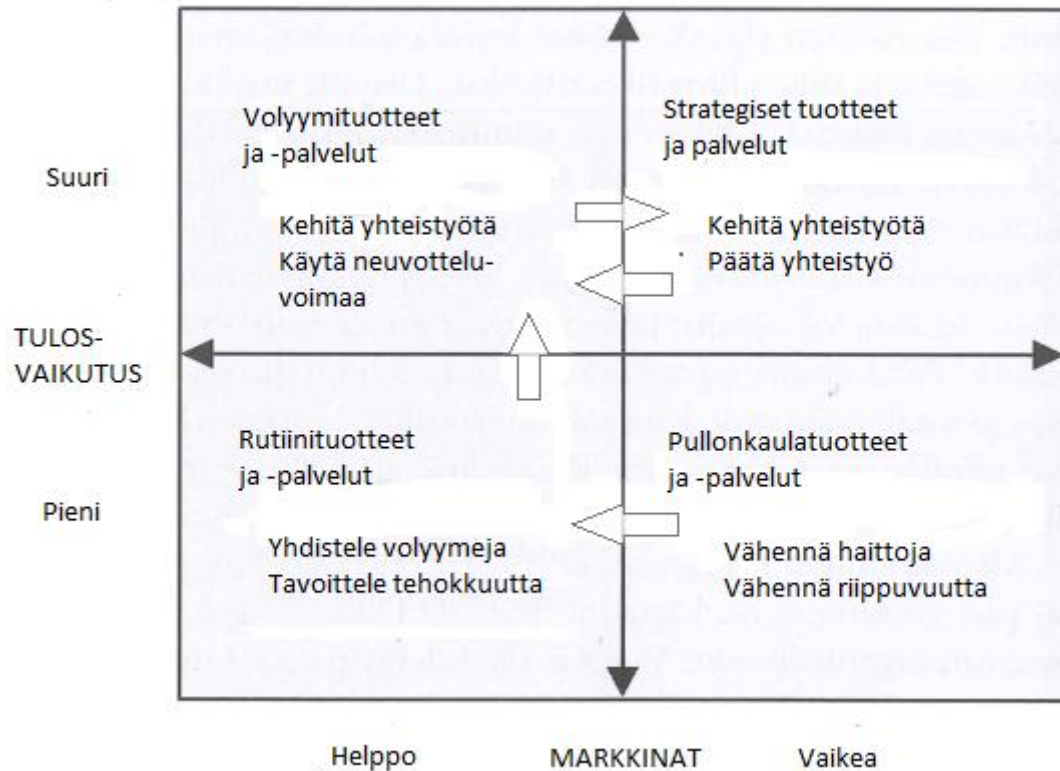 Volyymituotteet
ja -palvelut
Strategiset tuotteet
ja palvelut
Suuri
Kehitä yhteistyötä
Käytä neuvottelu-
voimaa
Kehitä yhteistyötä
Päätä yhteistyö
TULOS-
VAIKUTUS
Rutiinituotteet
ja -palvelut
Pullonkaulatuotteet
ja -palvelut
Pieni
Yhdistele volyymeja
Tavoittele tehokkuutta
Vähennä haittoja
Vähennä riippuvuutta
Helppo
MARKKINAT
Vaikea